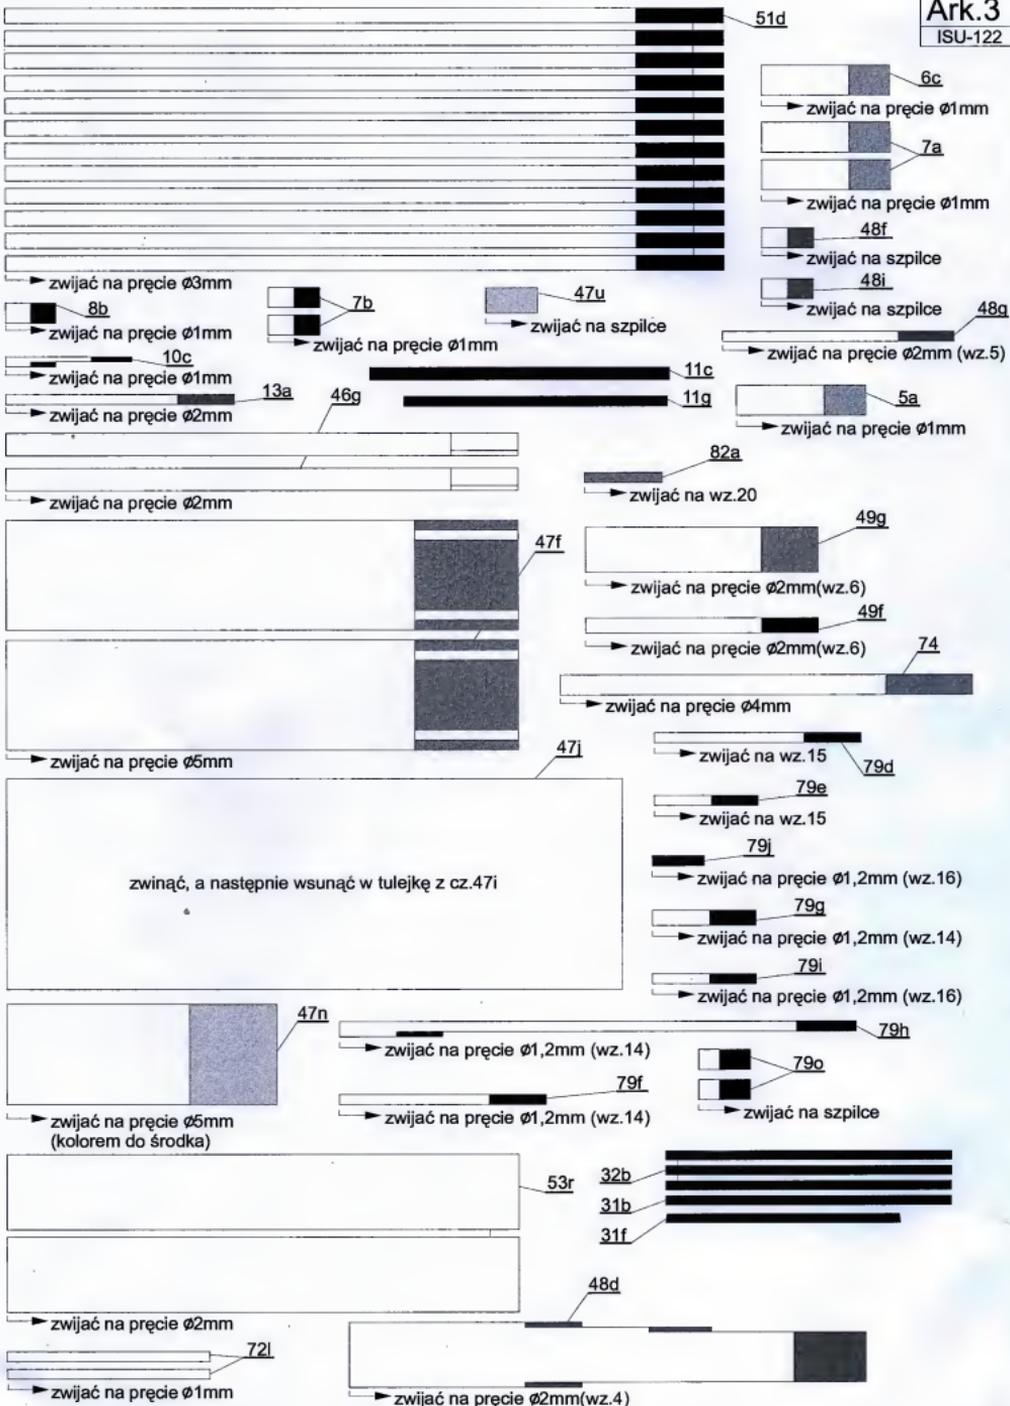 Ark.3
ISU-122
51d
zwijać na pręcie ø3mm
6c
zwijać na pręcie ø1mm
7a
zwijać na pręcie ø1mm
48f
zwijać na szpilce
48i
zwijać na szpilce
8b
zwijać na pręcie ø1mm
7b
zwijać na pręcie ø1mm
47u
zwijać na szpilce
48g
zwijać na pręcie ø2mm (wz.5)
10c
zwijać na pręcie ø1mm
11c
11g
5a
zwijać na pręcie ø1mm
13a
zwijać na pręcie ø2mm
46g
zwijać na pręcie ø2mm
82a
zwijać na wz.20
47f
zwijać na pręcie ø5mm
49g
zwijać na pręcie ø2mm(wz.6)
49f
zwijać na pręcie ø2mm(wz.6)
74
zwijać na pręcie ø4mm
79d
zwijać na wz.15
47j
zwinąć, a następnie wsunąć w tulejkę z cz.47i
79e
zwijać na wz.15
79j
zwijać na pręcie ø1,2mm (wz.16)
79g
zwijać na pręcie ø1,2mm (wz.14)
79i
zwijać na pręcie ø1,2mm (wz.16)
47n
zwijać na pręcie ø5mm
(kolorem do środka)
79h
zwijać na pręcie ø1,2mm (wz.14)
79f
zwijać na pręcie ø1,2mm (wz.14)
79o
zwijać na szpilce
53r
zwijać na pręcie ø2mm
32b
31b
31f
72l
zwijać na pręcie ø1mm
48d
zwijać na pręcie ø2mm(wz.4)